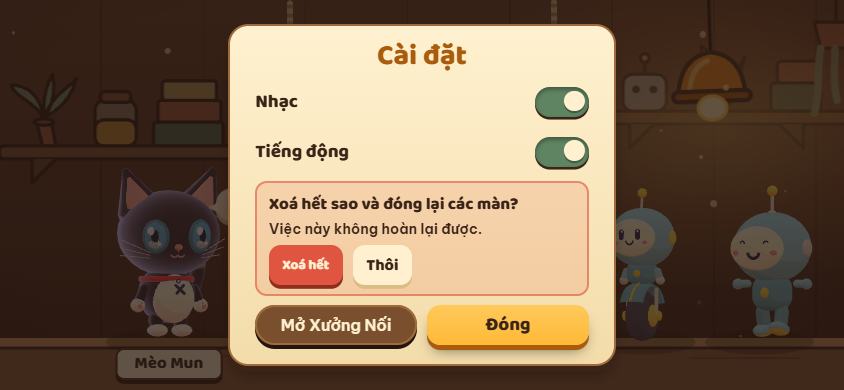 Cài đặt
Nhạc
Tiếng động
Xoá hết sao và đóng lại các màn?
Việc này không hoàn lại được.
Xoá hết
Thôi
Mở Xưởng Nối
Đóng
Mèo Mun